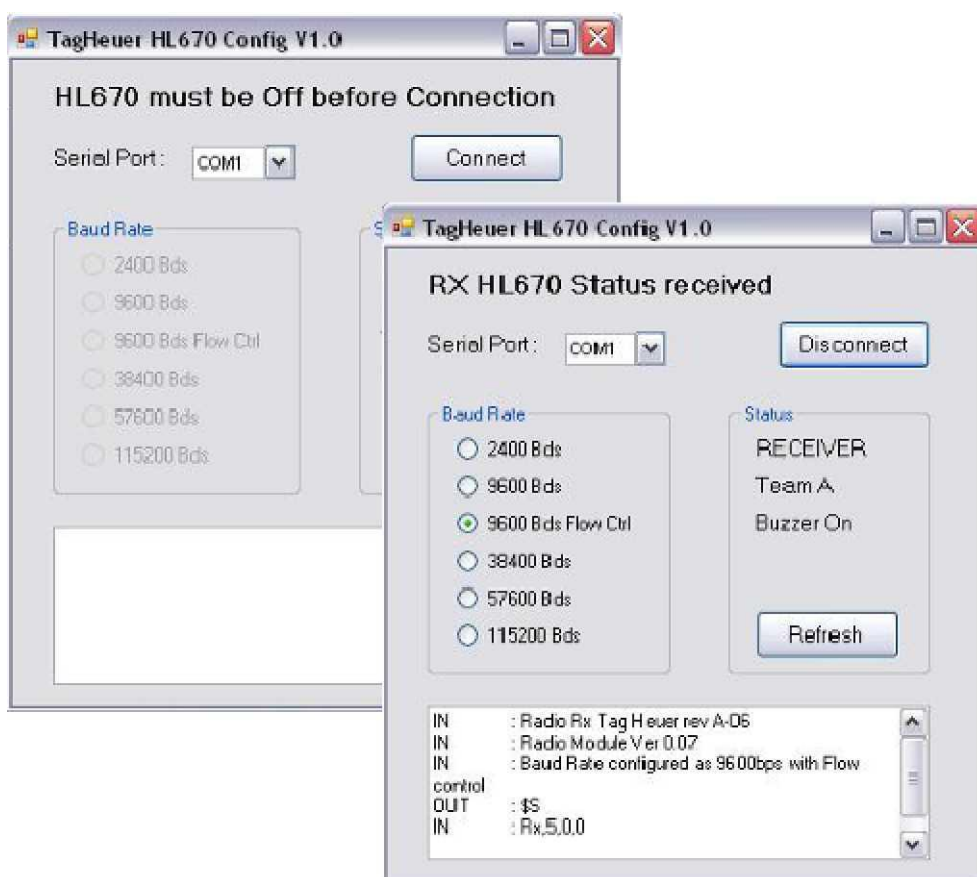 TagHeuer HL670 Config V1.0
HL670 must be Off before Connection
Serial Port :
COM1
Connect
Baud Rate
2400 Bds
9600 Bds
9600 Bds Flow Ctrl
38400 Bds
57600 Bds
115200 Bds
TagHeuer HL670 Config V1.0
RX HL670 Status received
Serial Port :
COM1
Disconnect
Baud Rate
2400 Bds
9600 Bds
9600 Bds Flow Ctrl
38400 Bds
57600 Bds
115200 Bds
Status
RECEIVER
Team A
Buzzer On
Refresh
IN : Radio Rx Tag Heuer rev A-06
IN : Radio Module Ver 0.07
IN : Baud Rate configured as 9600bps with Flow
control
OUT : $S
IN : Rx,5,0,0